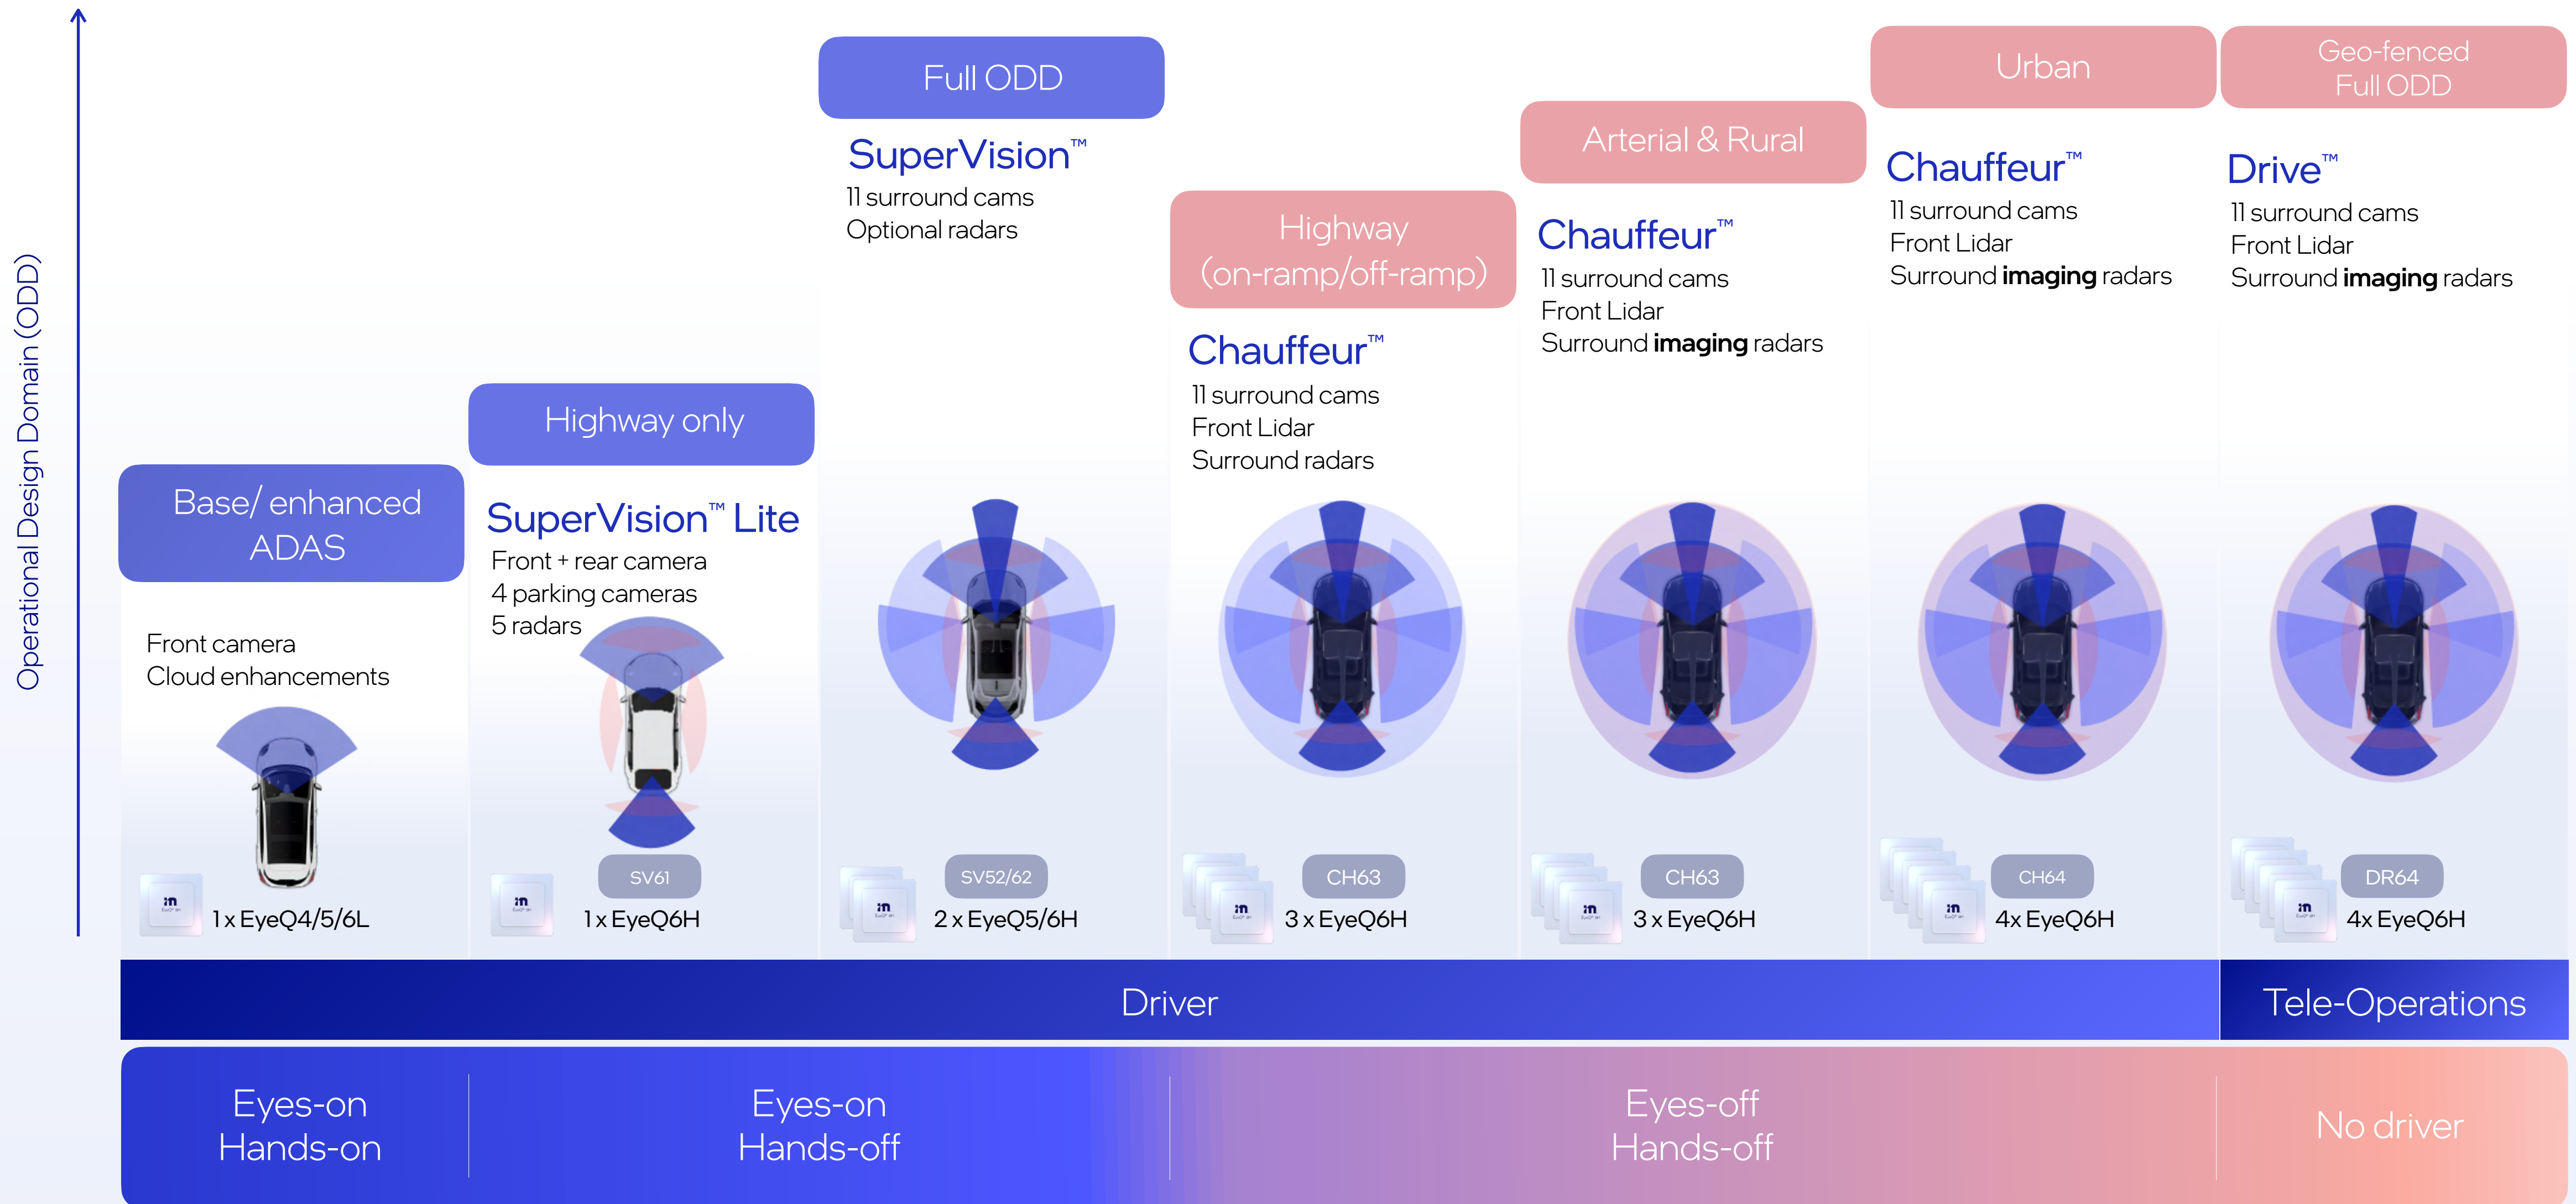 Operational Design Domain (ODD)
Base/ enhanced
ADAS
Front camera
Cloud enhancements
1 x EyeQ4/5/6L
Highway only
SuperVision™ Lite
Front + rear camera
4 parking cameras
5 radars
SV61
1 x EyeQ6H
Full ODD
SuperVision™
11 surround cams
Optional radars
SV52/62
2 x EyeQ5/6H
Highway
(on-ramp/off-ramp)
Chauffeur™
11 surround cams
Front Lidar
Surround radars
CH63
3 x EyeQ6H
Arterial & Rural
Chauffeur™
11 surround cams
Front Lidar
Surround imaging radars
CH63
3 x EyeQ6H
Urban
Chauffeur™
11 surround cams
Front Lidar
Surround imaging radars
CH64
4x EyeQ6H
Geo-fenced
Full ODD
Drive™
11 surround cams
Front Lidar
Surround imaging radars
DR64
4x EyeQ6H
Driver
Tele-Operations
Eyes-on
Hands-on
Eyes-on
Hands-off
Eyes-off
Hands-off
No driver